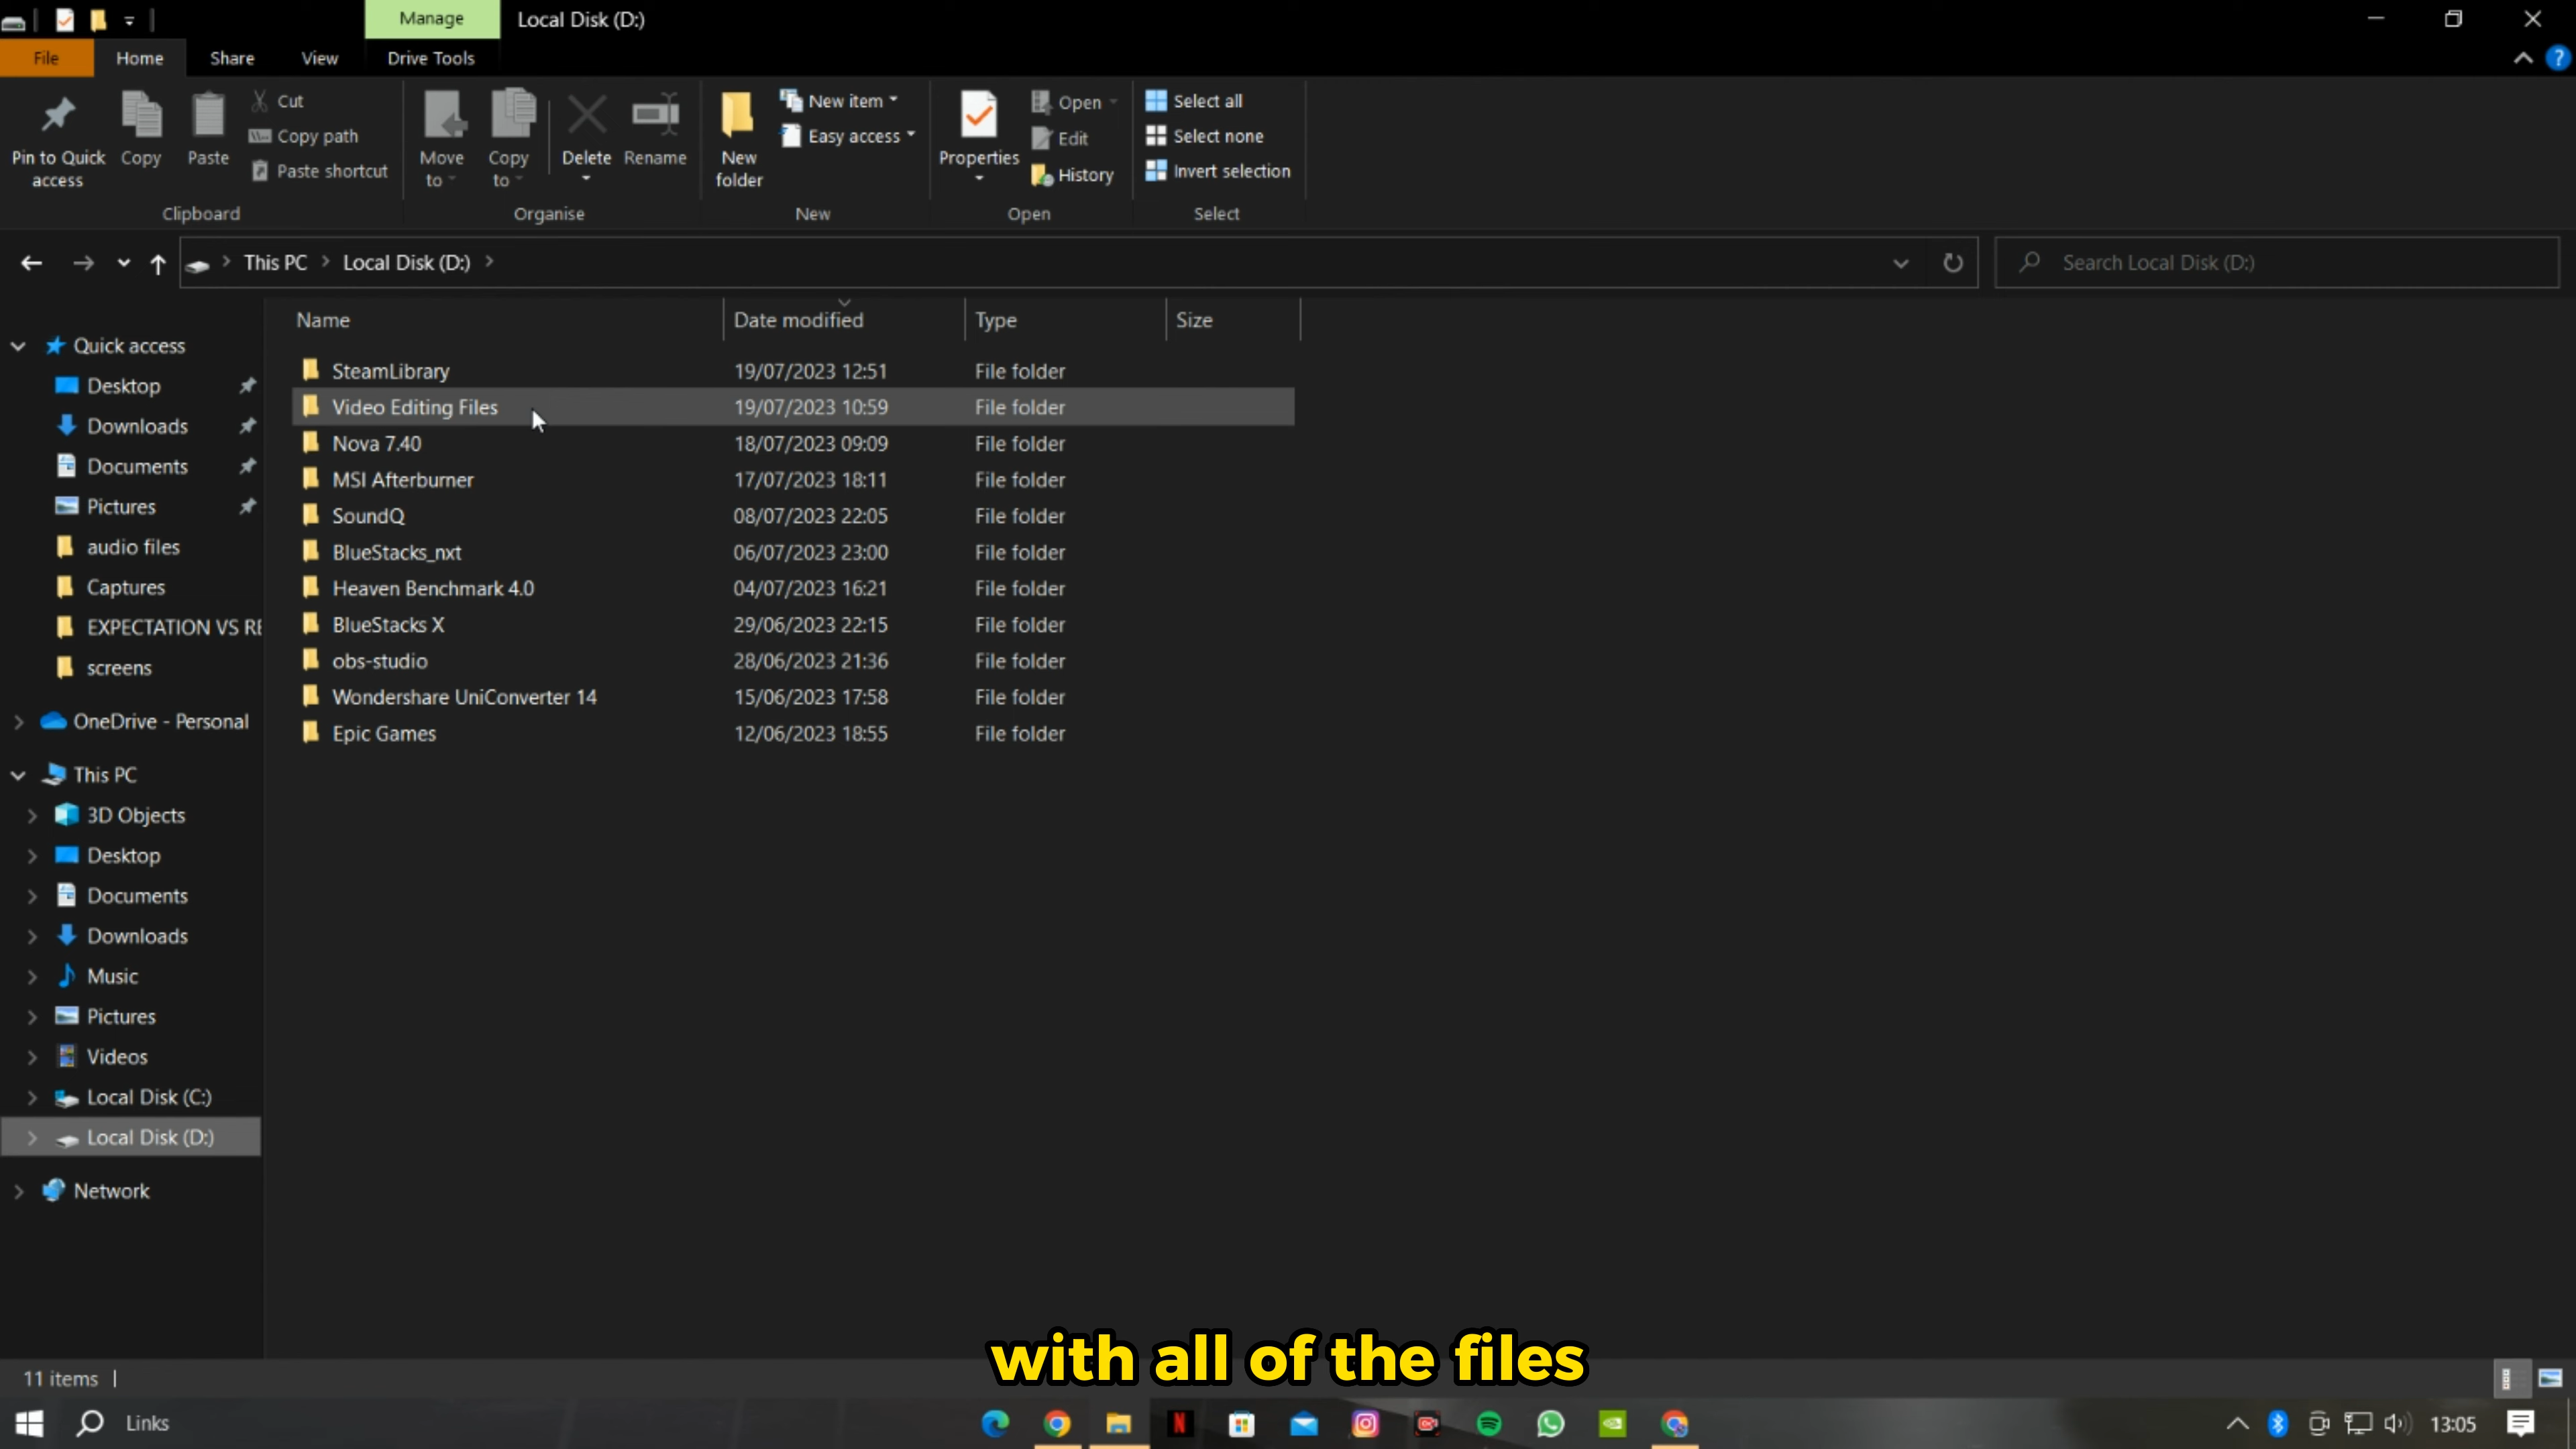 Manage
Local Disk (D:)
File
Home
Share
View
Drive Tools
Pin to Quick access
Copy
Paste
Cut
Copy path
Paste shortcut
Move to
Copy to
Delete
Rename
New folder
New item
Easy access
Properties
Open
Edit
History
Select all
Select none
Invert selection
Clipboard
Organise
New
Open
Select
This PC
Local Disk (D:)
Search Local Disk (D:)
Name
Date modified
Type
Size
SteamLibrary 19/07/2023 12:51 File folder
Video Editing Files 19/07/2023 10:59 File folder
Nova 7.40 18/07/2023 09:09 File folder
MSI Afterburner 17/07/2023 18:11 File folder
SoundQ 08/07/2023 22:05 File folder
BlueStacks_nxt 06/07/2023 23:00 File folder
Heaven Benchmark 4.0 04/07/2023 16:21 File folder
BlueStacks X 29/06/2023 22:15 File folder
obs-studio 28/06/2023 21:36 File folder
Wondershare UniConverter 14 15/06/2023 17:58 File folder
Epic Games 12/06/2023 18:55 File folder
Quick access
Desktop
Downloads
Documents
Pictures
audio files
Captures
EXPECTATION VS RE
screens
OneDrive - Personal
This PC
3D Objects
Desktop
Documents
Downloads
Music
Pictures
Videos
Local Disk (C:)
Local Disk (D:)
Network
with all of the files
11 items
Links
N
13:05